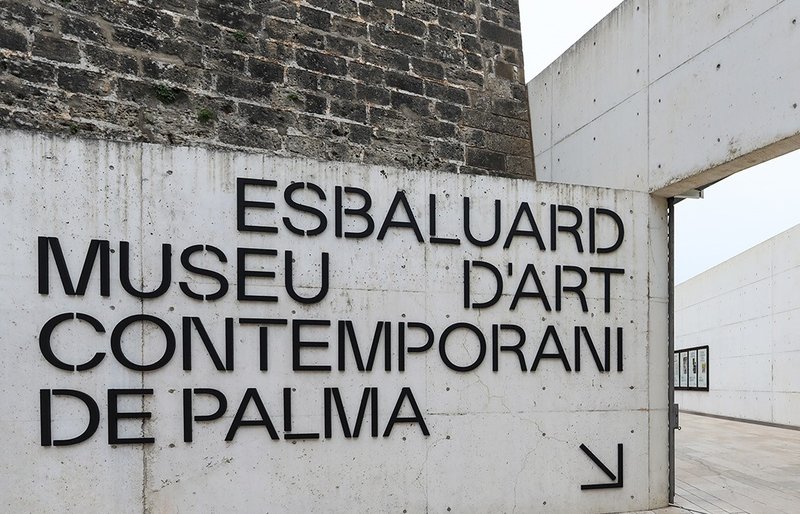 ESBALUARD
MUSEU D'ART
CONTEMPORANI
DE PALMA